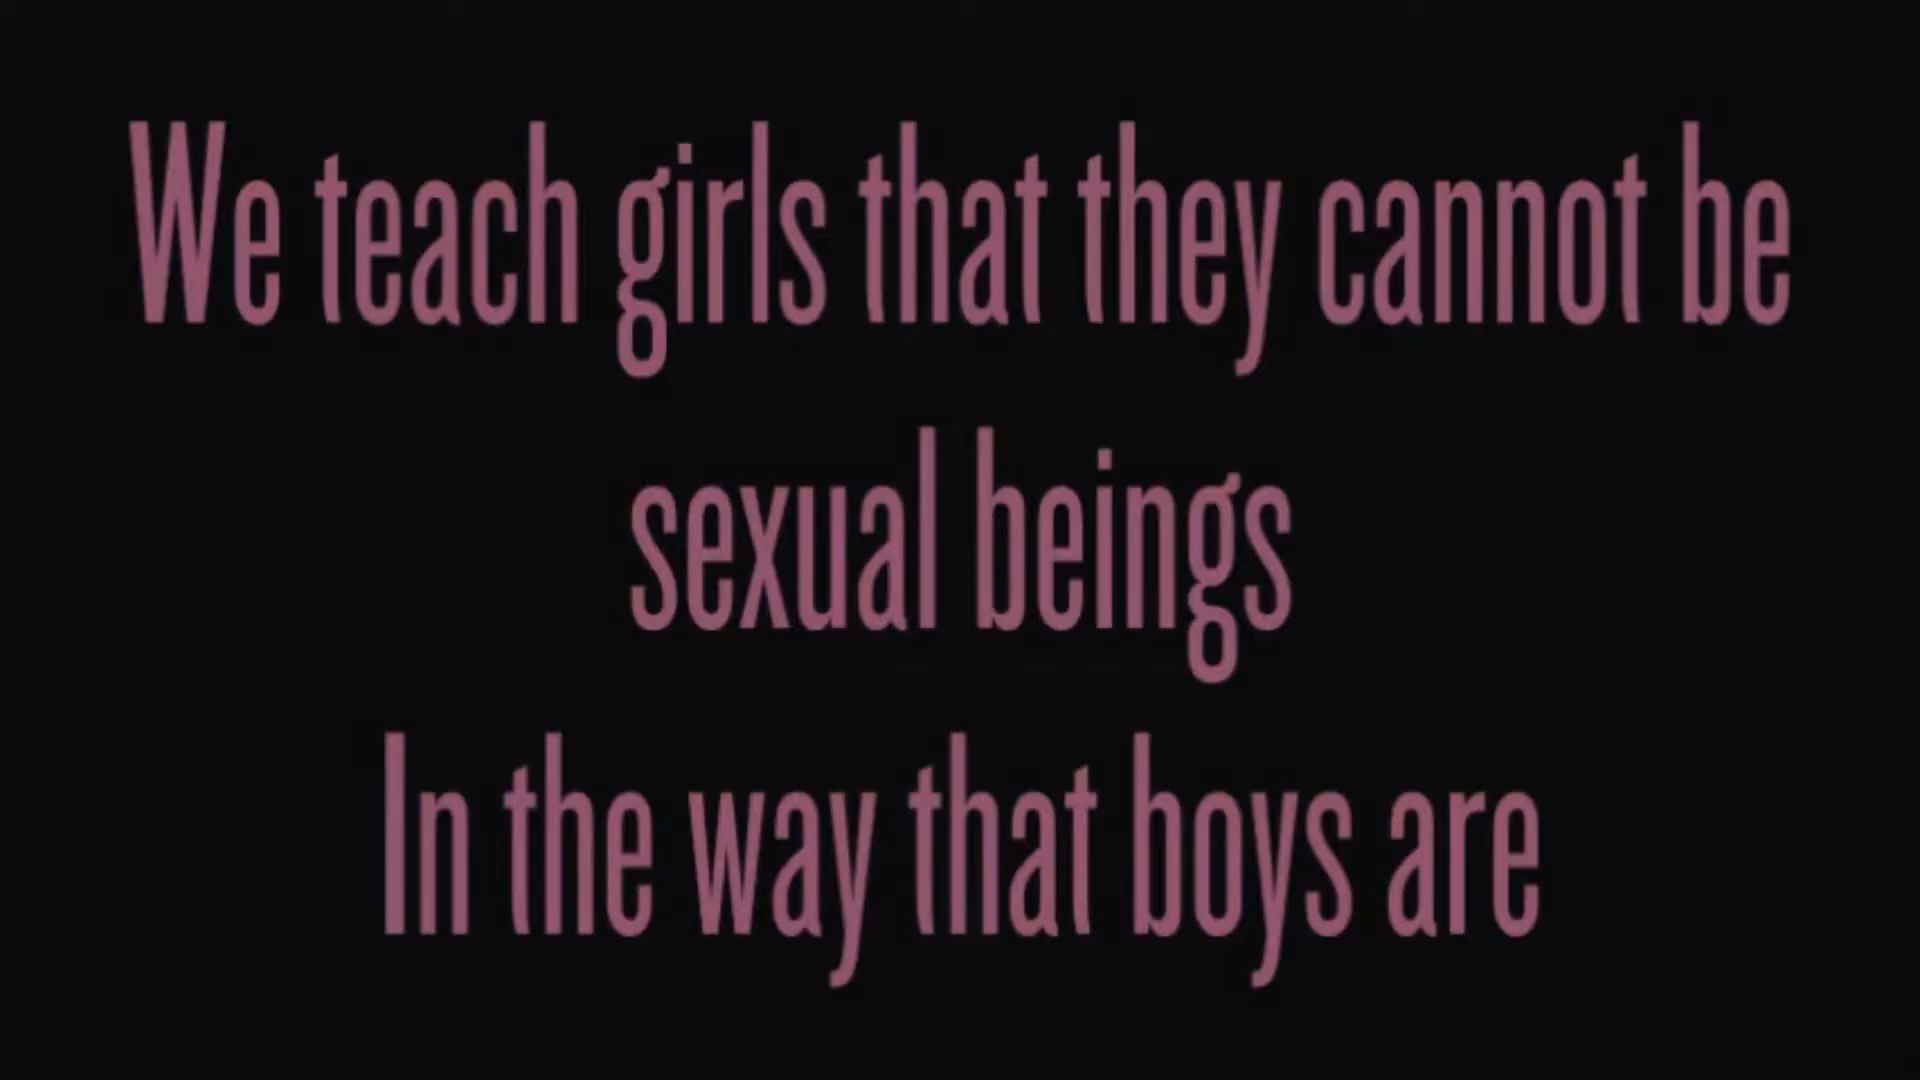 We teach girls that they cannot be
sexual beings
In the way that boys are